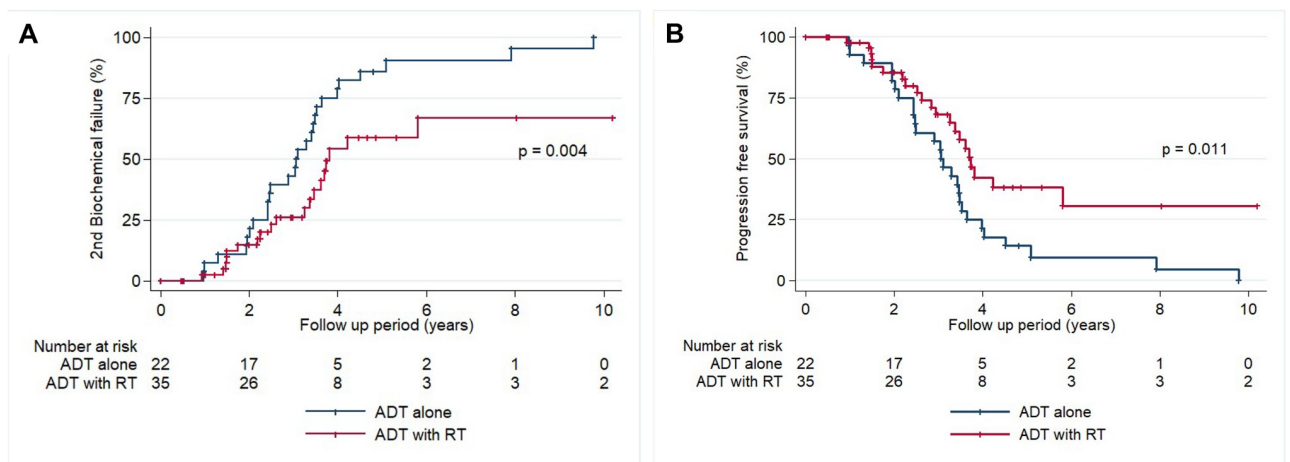 A
2nd Biochemical failure (%)
100
75
50
25
0
p = 0.004
0 2 4 6 8 10
Follow up period (years)
Number at risk
ADT alone 22 17 5 2 1 0
ADT with RT 35 26 8 3 3 2
ADT alone
ADT with RT
B
Progression free survival (%)
100
75
50
25
0
p = 0.011
0 2 4 6 8 10
Follow up period (years)
Number at risk
ADT alone 22 17 5 2 1 0
ADT with RT 35 26 8 3 3 2
ADT alone
ADT with RT